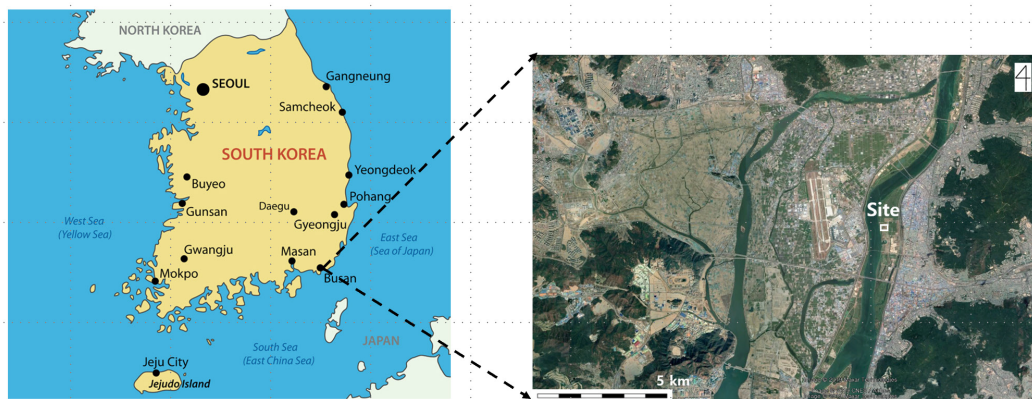 NORTH KOREA
SEOUL
Gangneung
Samcheok
SOUTH KOREA
Yeongdeok
Buyeo
Pohang
Daegu
Gunsan
Gyeongju
West Sea
(Yellow Sea)
East Sea
(Sea of Japan)
Gwangju
Masan
Mokpo
Busan
South Sea
(East China Sea)
JAPAN
Jeju City
Jejudo Island
4
Site
5 km